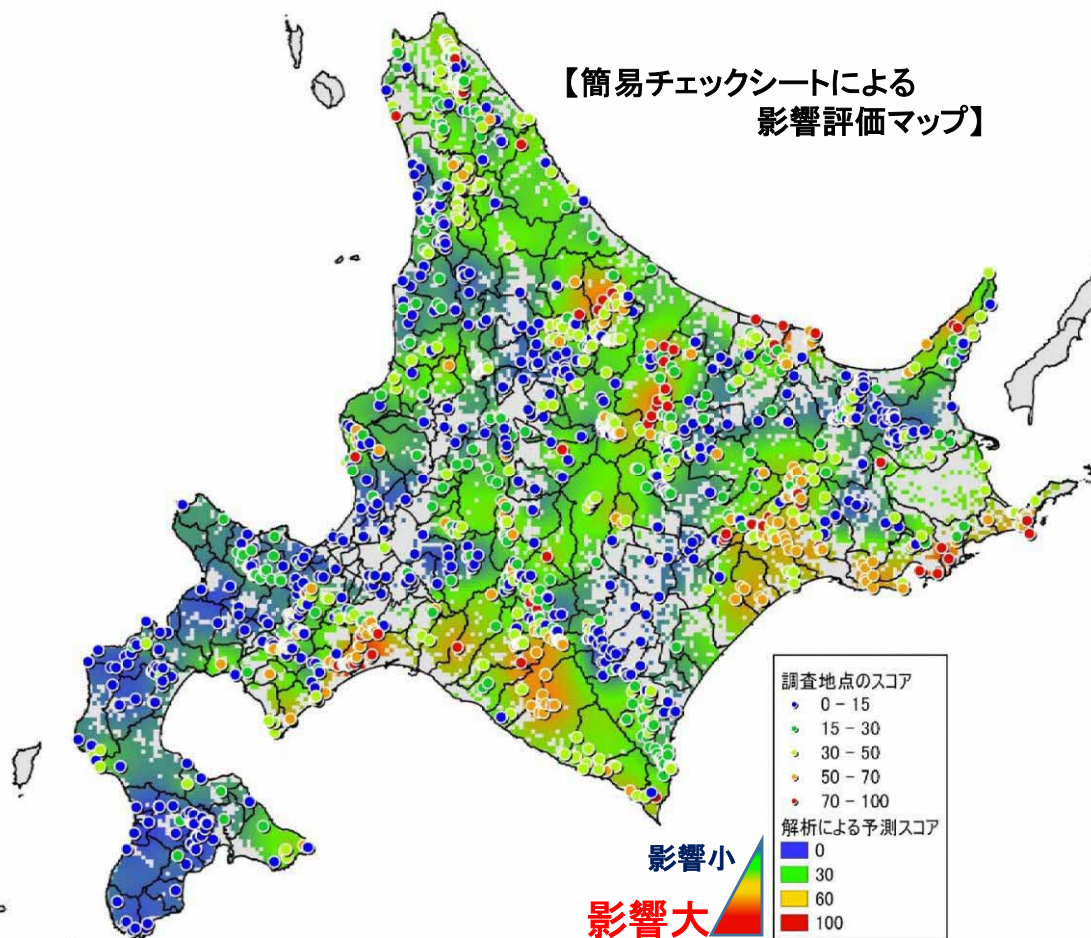 【簡易チェックシートによる
影響評価マップ】
調査地点のスコア
0 - 15
15 - 30
30 - 50
50 - 70
70 - 100
解析による予測スコア
0
30
60
100
影響小
影響大